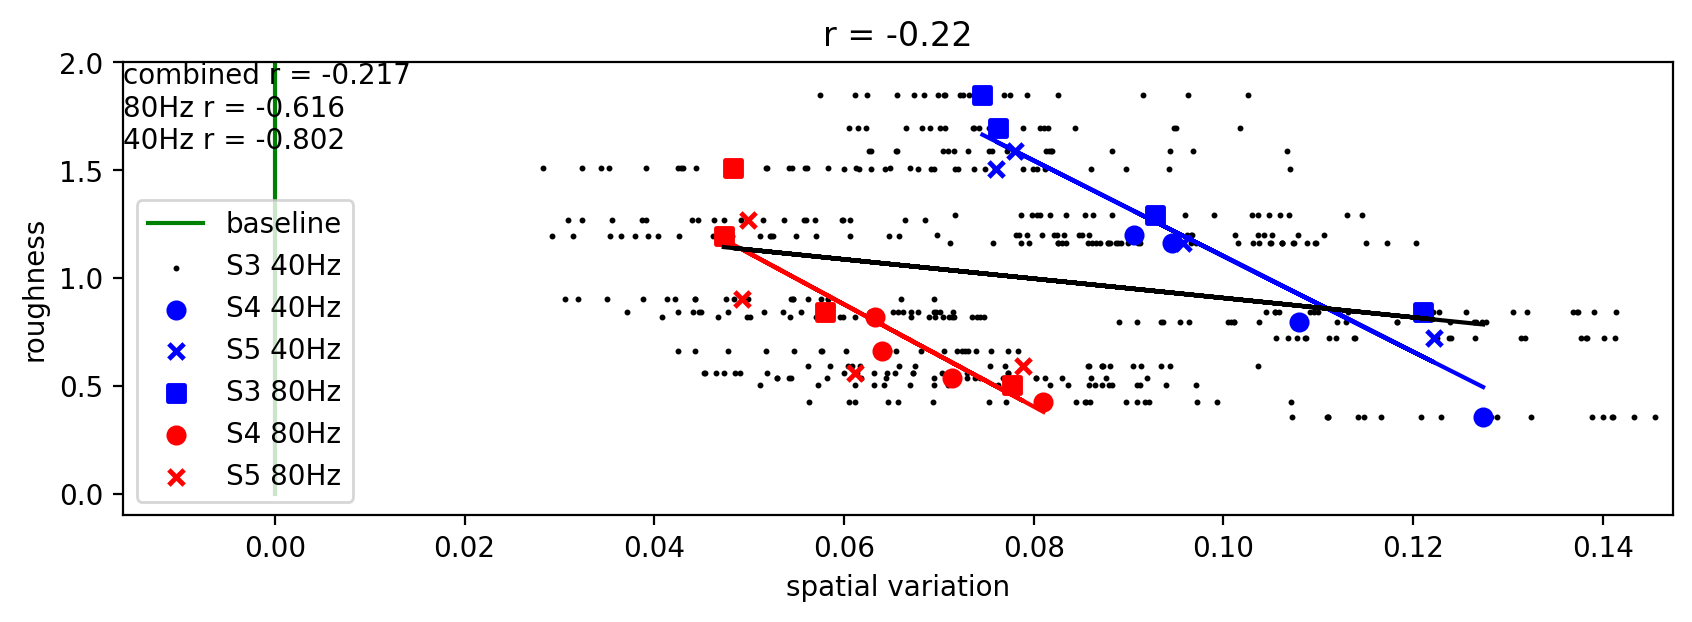 r = -0.22
combined r = -0.217
80Hz r = -0.616
40Hz r = -0.802
2.0
1.5
1.0
0.5
0.0
roughness
baseline
S3 40Hz
S4 40Hz
S5 40Hz
S3 80Hz
S4 80Hz
S5 80Hz
0.00 0.02 0.04 0.06 0.08 0.10 0.12 0.14
spatial variation